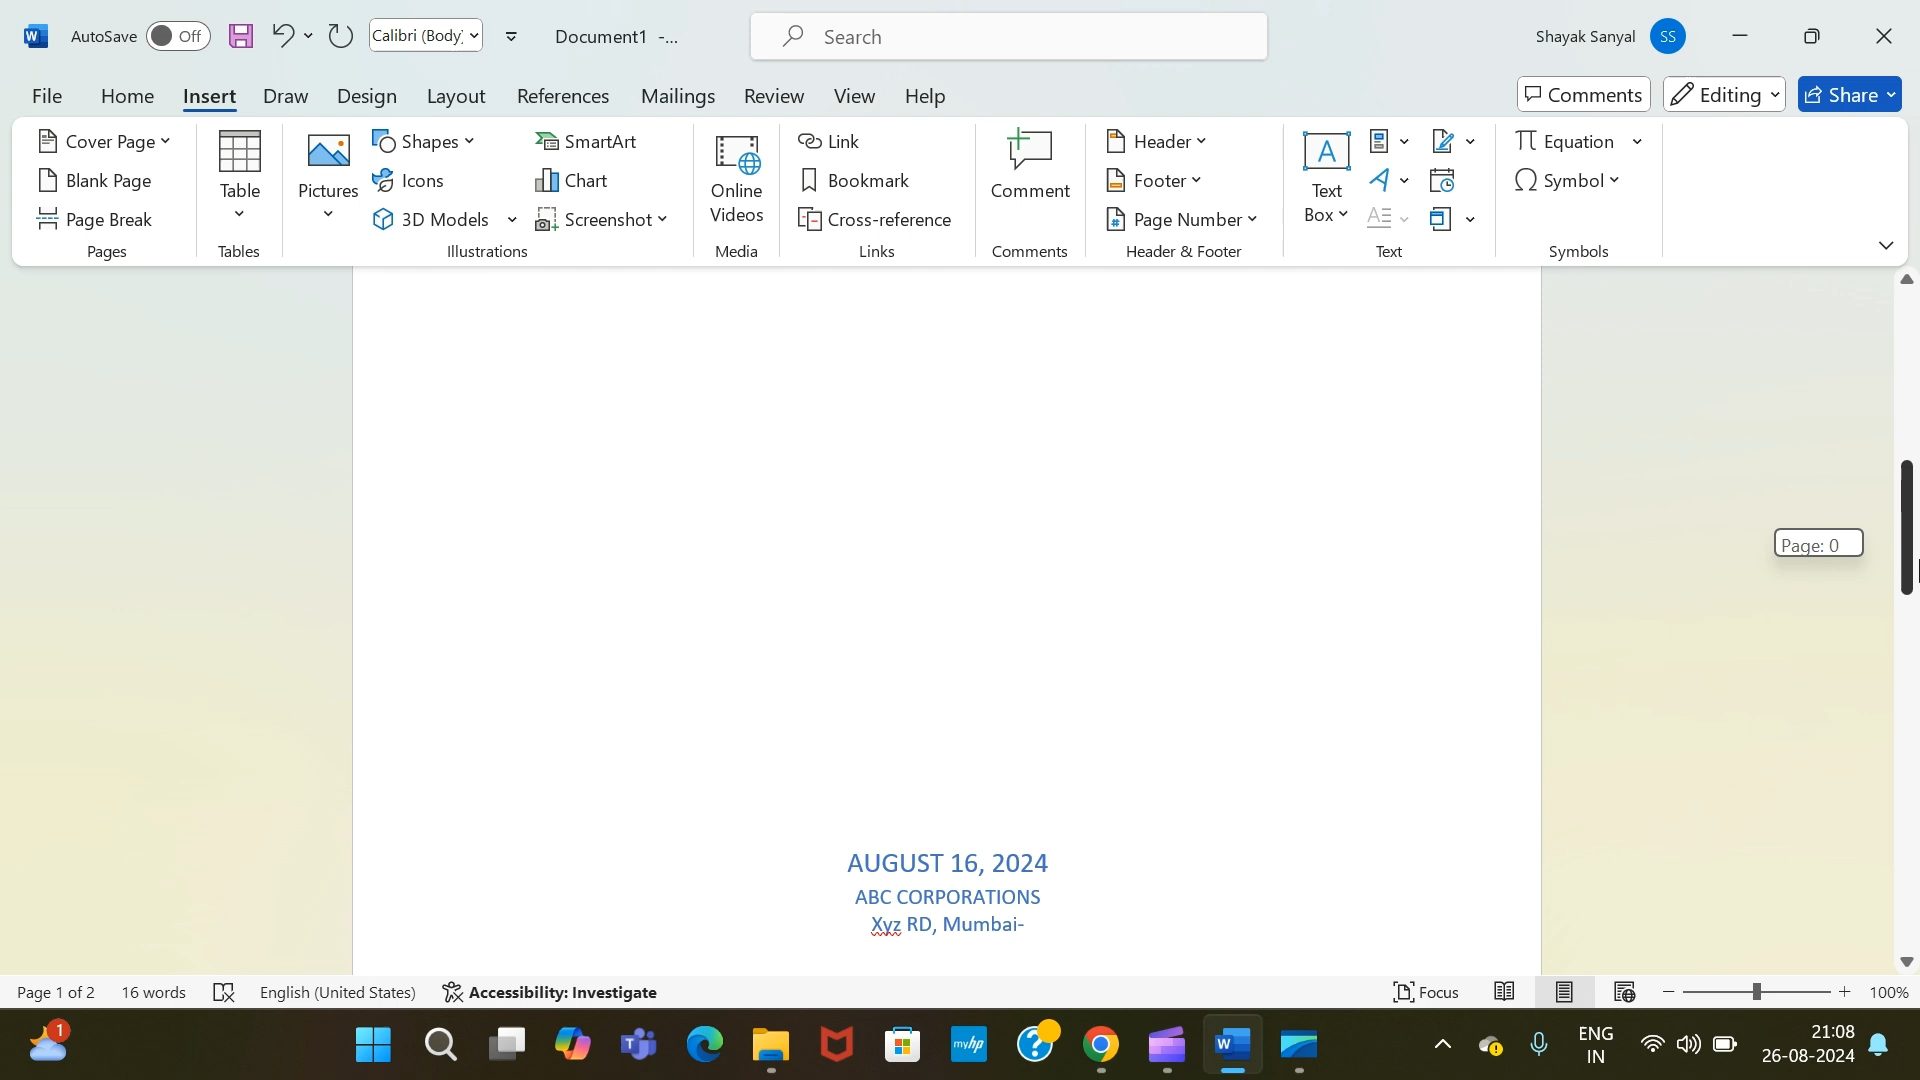 AutoSave Off Calibri (Body) Document1 -... Search Shayak Sanyal SS
File Home Insert Draw Design Layout References Mailings Review View Help Comments Editing Share
Cover Page
Blank Page
Page Break
Pages
Table
Tables
Pictures
Shapes
Icons
3D Models
SmartArt
Chart
Screenshot
Illustrations
Online
Videos
Media
Link
Bookmark
Cross-reference
Links
Comment
Comments
Header
Footer
Page Number
Header & Footer
Text
Box
Text
Equation
Symbol
Symbols
Page: 0
AUGUST 16, 2024
ABC CORPORATIONS
Xyz RD, Mumbai-
Page 1 of 2 16 words English (United States) Accessibility: Investigate Focus 100%
1
myhp
ENG
IN
21:08
26-08-2024